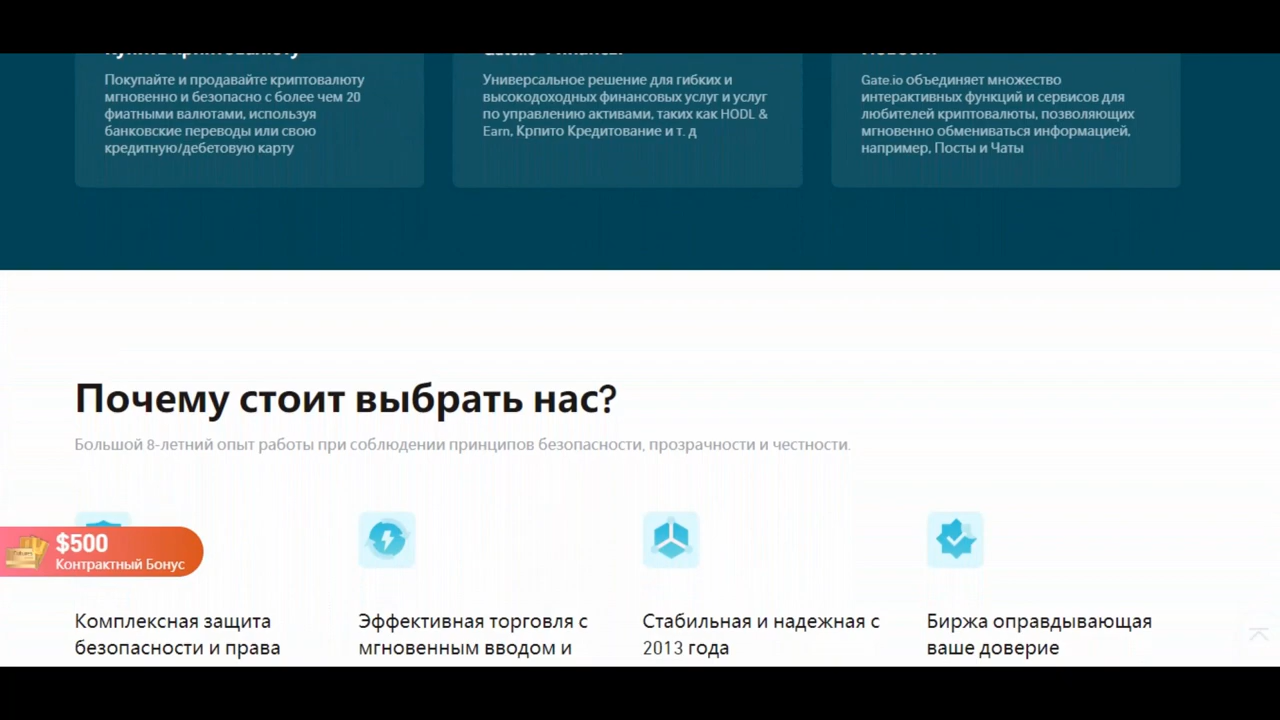 Покупайте и продавайте криптовалюту
мгновенно и безопасно с более чем 20
фиатными валютами, используя
банковские переводы или свою
кредитную/дебетовую карту
Универсальное решение для гибких и
высокодоходных финансовых услуг и услуг
по управлению активами, таких как HODL &
Earn, Крпито Кредитование и т. д
Gate.io объединяет множество
интерактивных функций и сервисов для
любителей криптовалюты, позволяющих
мгновенно обмениваться информацией,
например, Посты и Чаты
Почему стоит выбрать нас?
Большой 8-летний опыт работы при соблюдении принципов безопасности, прозрачности и честности.
$500
Контрактный Бонус
Комплексная защита
безопасности и права
Эффективная торговля с
мгновенным вводом и
Стабильная и надежная с
2013 года
Биржа оправдывающая
ваше доверие